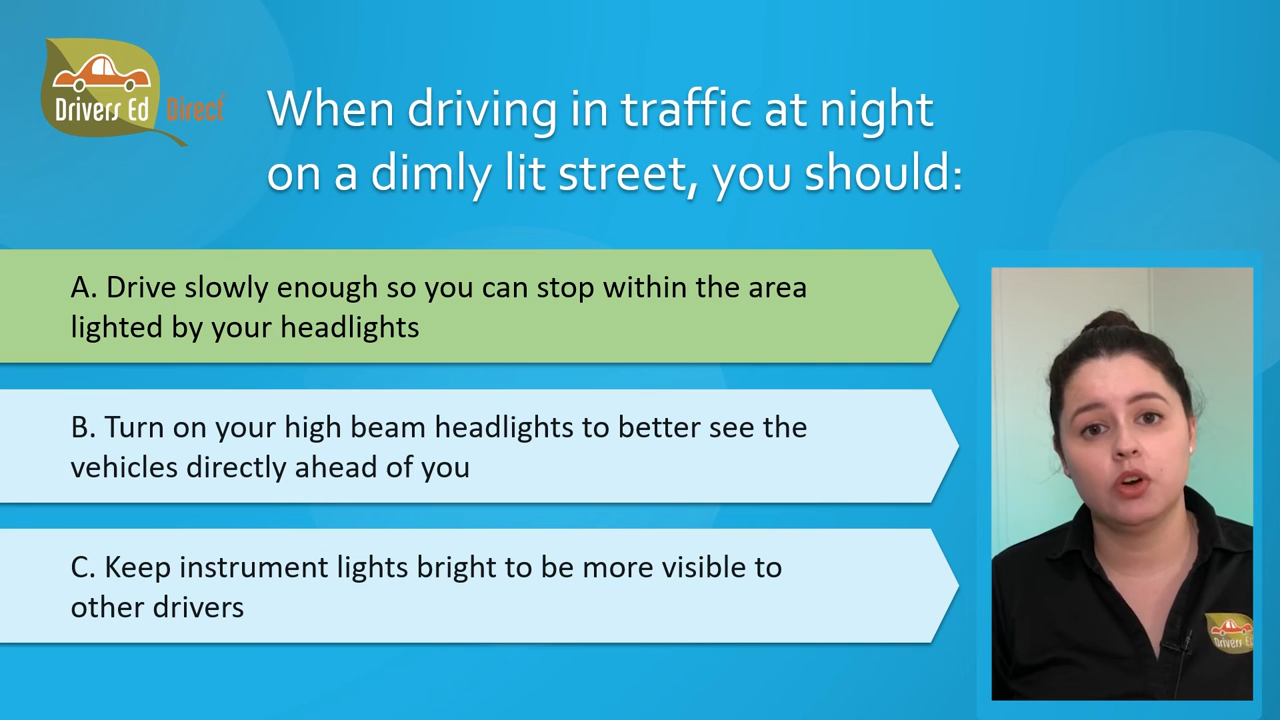 Drivers Ed Direct
When driving in traffic at night
on a dimly lit street, you should:
A. Drive slowly enough so you can stop within the area
lighted by your headlights
B. Turn on your high beam headlights to better see the
vehicles directly ahead of you
C. Keep instrument lights bright to be more visible to
other drivers
Drivers Ed